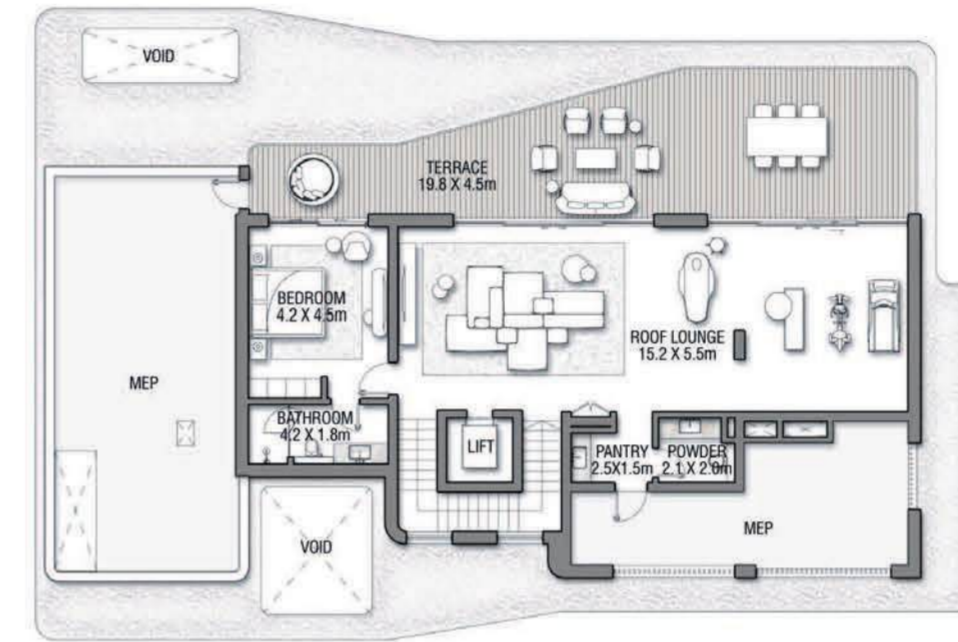 VOID
TERRACE
19.8 X 4.5m
BEDROOM
4.2 X 4.5m
ROOF LOUNGE
15.2 X 5.5m
MEP
BATHROOM
4.2 X 1.8m
LIFT
PANTRY
2.5X1.5m
POWDER
2.1 X 2.0m
MEP
VOID